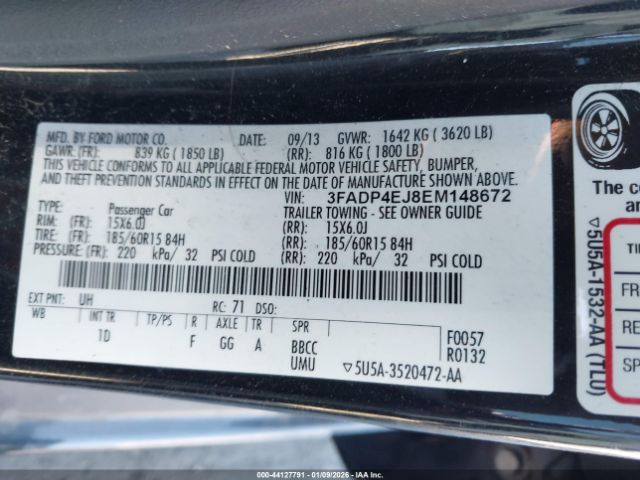 MFD. BY FORD MOTOR CO. DATE: 09/13 GVWR: 1642 KG ( 3620 LB)
GAWR: (FR): 839 KG ( 1850 LB) (RR): 816 KG ( 1800 LB)
THIS VEHICLE CONFORMS TO ALL APPLICABLE FEDERAL MOTOR VEHICLE SAFETY, BUMPER,
AND THEFT PREVENTION STANDARDS IN EFFECT ON THE DATE OF MANUFACTURE SHOWN ABOVE.
VIN: 3FADP4EJ8EM148672
TYPE: Passenger Car TRAILER TOWING - SEE OWNER GUIDE
RIM: (FR): 15X6.0J (RR): 15X6.0J
TIRE: (FR): 185/60R15 84H (RR): 185/60R15 84H
PRESSURE: (FR): 220 kPa/ 32 PSI COLD (RR): 220 kPa/ 32 PSI COLD
EXT PNT: UH RC: 71 DSO:
WB INT TR TP/PS R AXLE TR SPR F0057
1D F GG A BBCC R0132
UMU ▽5U5A-3520472-AA
The co
an
TI
FR
RE
SP
▽5U5A-1532-AA (TLU)
000-44127791 - 01/09/2026 - IAAI. Copyright